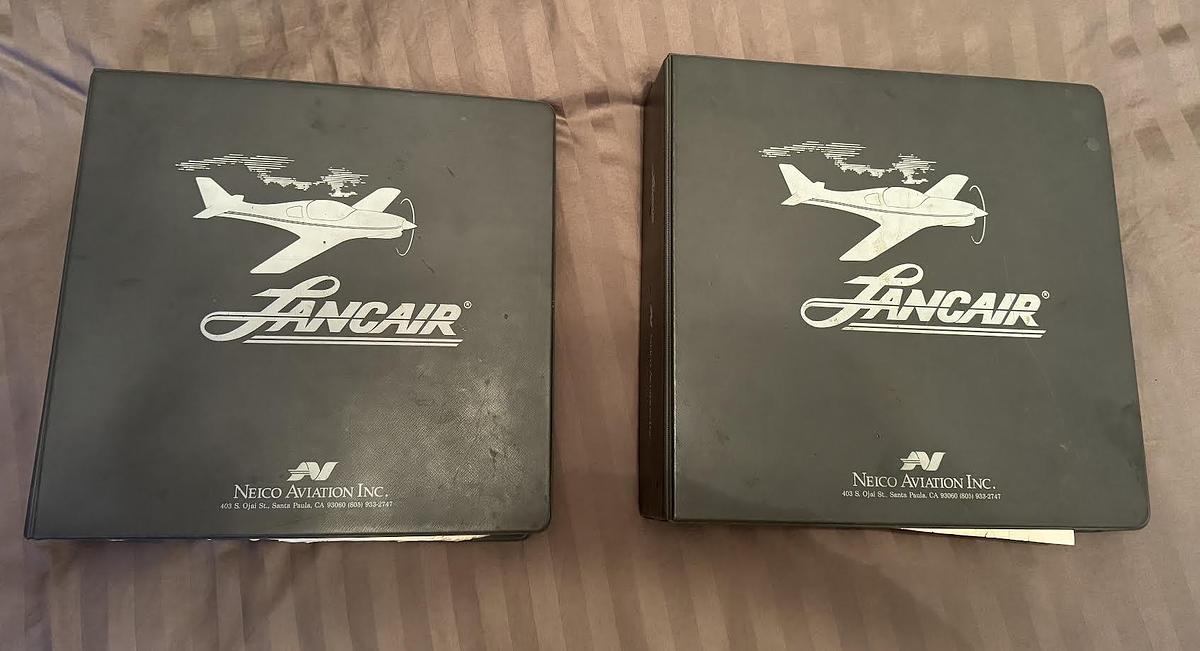 LANCAIR®
NEICO AVIATION INC.
403 S. Ojai St., Santa Paula, CA 93060 (805) 933-2747
LANCAIR®
NEICO AVIATION INC.
403 S. Ojai St., Santa Paula, CA 93060 (805) 933-2747